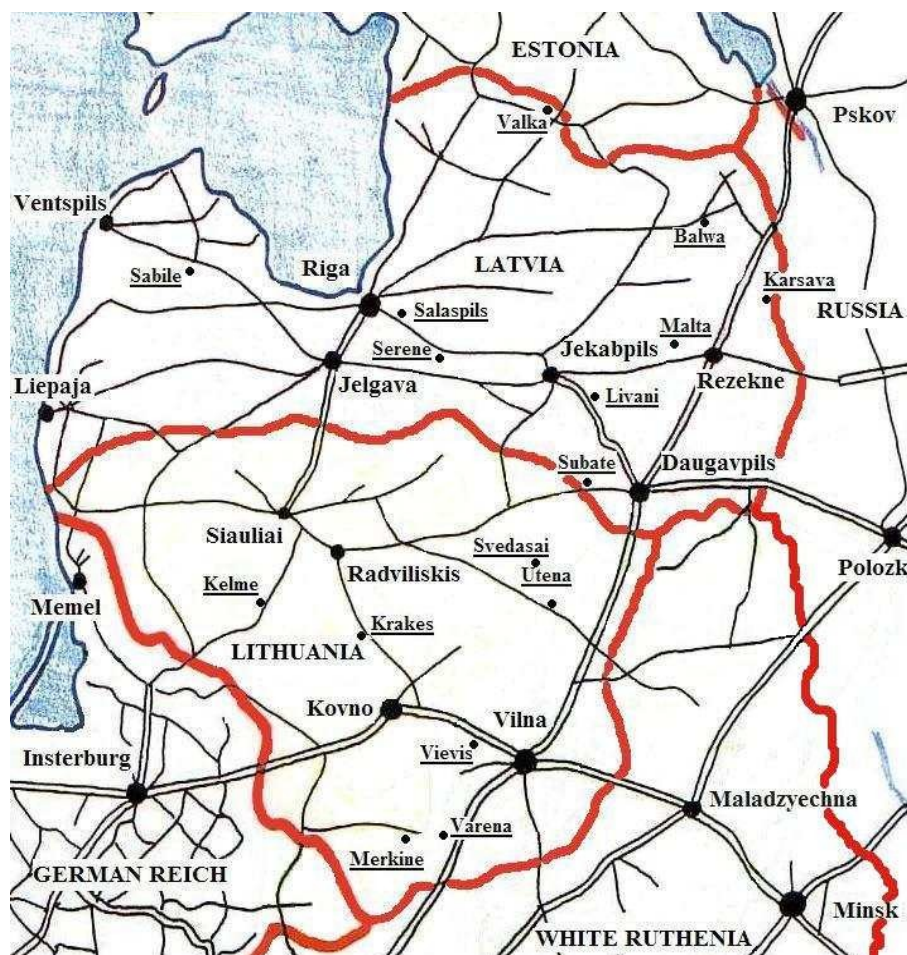 ESTONIA
Pskov
Valka
Ventspils
Balwa
Sabile
Riga
LATVIA
Karsava
Salaspils
RUSSIA
Malta
Serene
Jekabpils
Jelgava
Rezekne
Liepaja
Livani
Subate
Daugavpils
Siauliai
Svedasai
Radviliskis
Polozk
Utena
Kelme
Memel
Krakes
LITHUANIA
Kovno
Vilna
Insterburg
Vievis
Maladzyechna
Varena
Merkine
GERMAN REICH
Minsk
WHITE RUTHENIA